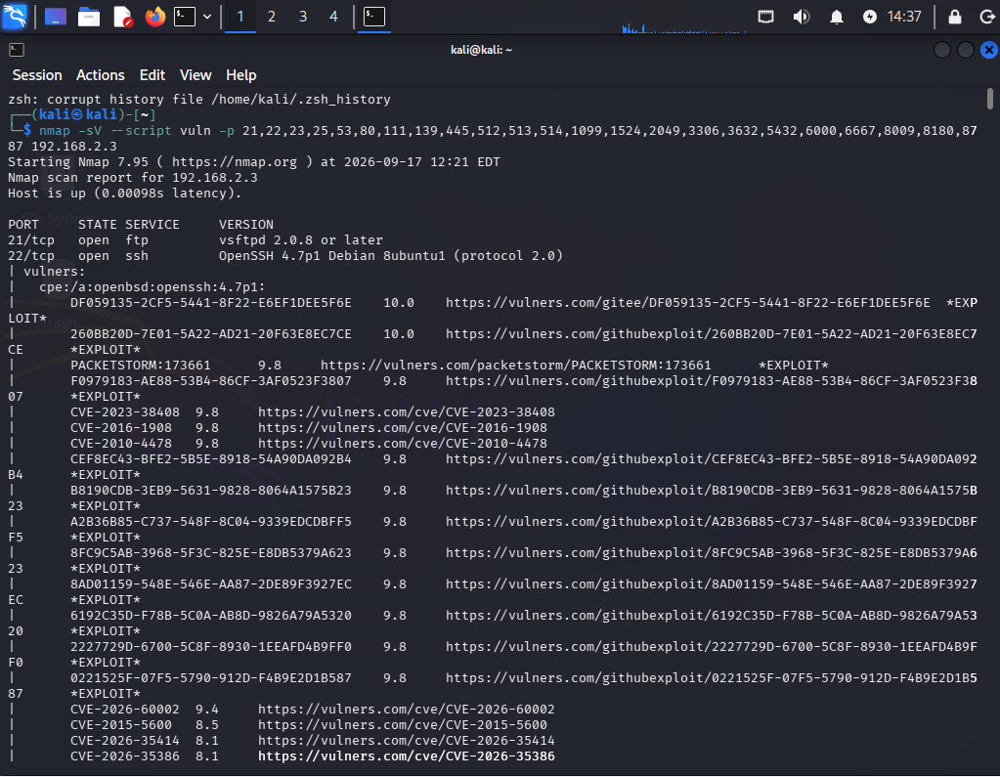 1 2 3 4 14:37
kali@kali: ~
Session Actions Edit View Help
zsh: corrupt history file /home/kali/.zsh_history
┌──(kali㉿kali)-[~]
└─$ nmap -sV --script vuln -p 21,22,23,25,53,80,111,139,445,512,513,514,1099,1524,2049,3306,3632,5432,6000,6667,8009,8180,87
87 192.168.2.3
Starting Nmap 7.95 ( https://nmap.org ) at 2026-09-17 12:21 EDT
Nmap scan report for 192.168.2.3
Host is up (0.00098s latency).
File System
PORT     STATE SERVICE     VERSION
21/tcp   open  ftp         vsftpd 2.0.8 or later
22/tcp   open  ssh         OpenSSH 4.7p1 Debian 8ubuntu1 (protocol 2.0)
| vulners:
|   cpe:/a:openbsd:openssh:4.7p1:
|       DF059135-2CF5-5441-8F22-E6EF1DEE5F6E    10.0    https://vulners.com/gitee/DF059135-2CF5-5441-8F22-E6EF1DEE5F6E  *EXP
LOIT*
Trash
|       260BB20D-7E01-5A22-AD21-20F63E8EC7CE    10.0    https://vulners.com/githubexploit/260BB20D-7E01-5A22-AD21-20F63E8EC7
CE      *EXPLOIT*
|       PACKETSTORM:173661      9.8     https://vulners.com/packetstorm/PACKETSTORM:173661      *EXPLOIT*
|       F0979183-AE88-53B4-86CF-3AF0523F3807    9.8     https://vulners.com/githubexploit/F0979183-AE88-53B4-86CF-3AF0523F38
07      *EXPLOIT*
|       CVE-2023-38408  9.8     https://vulners.com/cve/CVE-2023-38408
|       CVE-2016-1908   9.8     https://vulners.com/cve/CVE-2016-1908
|       CVE-2010-4478   9.8     https://vulners.com/cve/CVE-2010-4478
|       CEF8EC43-BFE2-5B5E-8918-54A90DA092B4    9.8     https://vulners.com/githubexploit/CEF8EC43-BFE2-5B5E-8918-54A90DA092
B4      *EXPLOIT*
|       B8190CDB-3EB9-5631-9828-8064A1575B23    9.8     https://vulners.com/githubexploit/B8190CDB-3EB9-5631-9828-8064A1575B
23      *EXPLOIT*
|       A2B36B85-C737-548F-8C04-9339EDCDBFF5    9.8     https://vulners.com/githubexploit/A2B36B85-C737-548F-8C04-9339EDCDBF
F5      *EXPLOIT*
|       8FC9C5AB-3968-5F3C-825E-E8DB5379A623    9.8     https://vulners.com/githubexploit/8FC9C5AB-3968-5F3C-825E-E8DB5379A6
23      *EXPLOIT*
|       8AD01159-548E-546E-AA87-2DE89F3927EC    9.8     https://vulners.com/githubexploit/8AD01159-548E-546E-AA87-2DE89F3927
EC      *EXPLOIT*
|       6192C35D-F78B-5C0A-AB8D-9826A79A5320    9.8     https://vulners.com/githubexploit/6192C35D-F78B-5C0A-AB8D-9826A79A53
20      *EXPLOIT*
|       2227729D-6700-5C8F-8930-1EEAFD4B9FF0    9.8     https://vulners.com/githubexploit/2227729D-6700-5C8F-8930-1EEAFD4B9F
F0      *EXPLOIT*
|       0221525F-07F5-5790-912D-F4B9E2D1B587    9.8     https://vulners.com/githubexploit/0221525F-07F5-5790-912D-F4B9E2D1B5
87      *EXPLOIT*
|       CVE-2026-60002  9.4     https://vulners.com/cve/CVE-2026-60002
|       CVE-2015-5600   8.5     https://vulners.com/cve/CVE-2015-5600
|       CVE-2026-35414  8.1     https://vulners.com/cve/CVE-2026-35414
|       CVE-2026-35386  8.1     https://vulners.com/cve/CVE-2026-35386